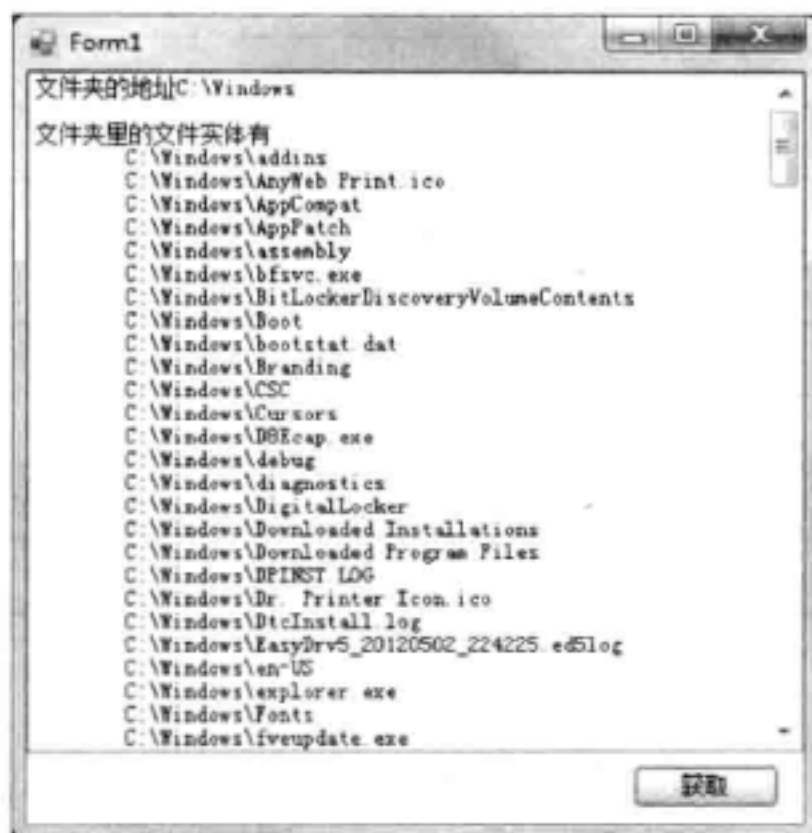 Form1
文件夹的地址C:\Windows
文件夹里的文件实体有
C:\Windows\addins
C:\Windows\AnyWeb Print.ico
C:\Windows\AppCompat
C:\Windows\AppPatch
C:\Windows\assembly
C:\Windows\bfsvc.exe
C:\Windows\BitLockerDiscoveryVolumeContents
C:\Windows\Boot
C:\Windows\bootstat.dat
C:\Windows\Branding
C:\Windows\CSC
C:\Windows\Cursors
C:\Windows\D8Ecap.exe
C:\Windows\debug
C:\Windows\diagnostics
C:\Windows\DigitalLocker
C:\Windows\Downloaded Installations
C:\Windows\Downloaded Program Files
C:\Windows\DPINST.LOG
C:\Windows\Dr. Printer Icon.ico
C:\Windows\DtcInstall.log
C:\Windows\EasyDrv5_20120502_224225.ed5log
C:\Windows\en-US
C:\Windows\explorer.exe
C:\Windows\Fonts
C:\Windows\fveupdate.exe
获取